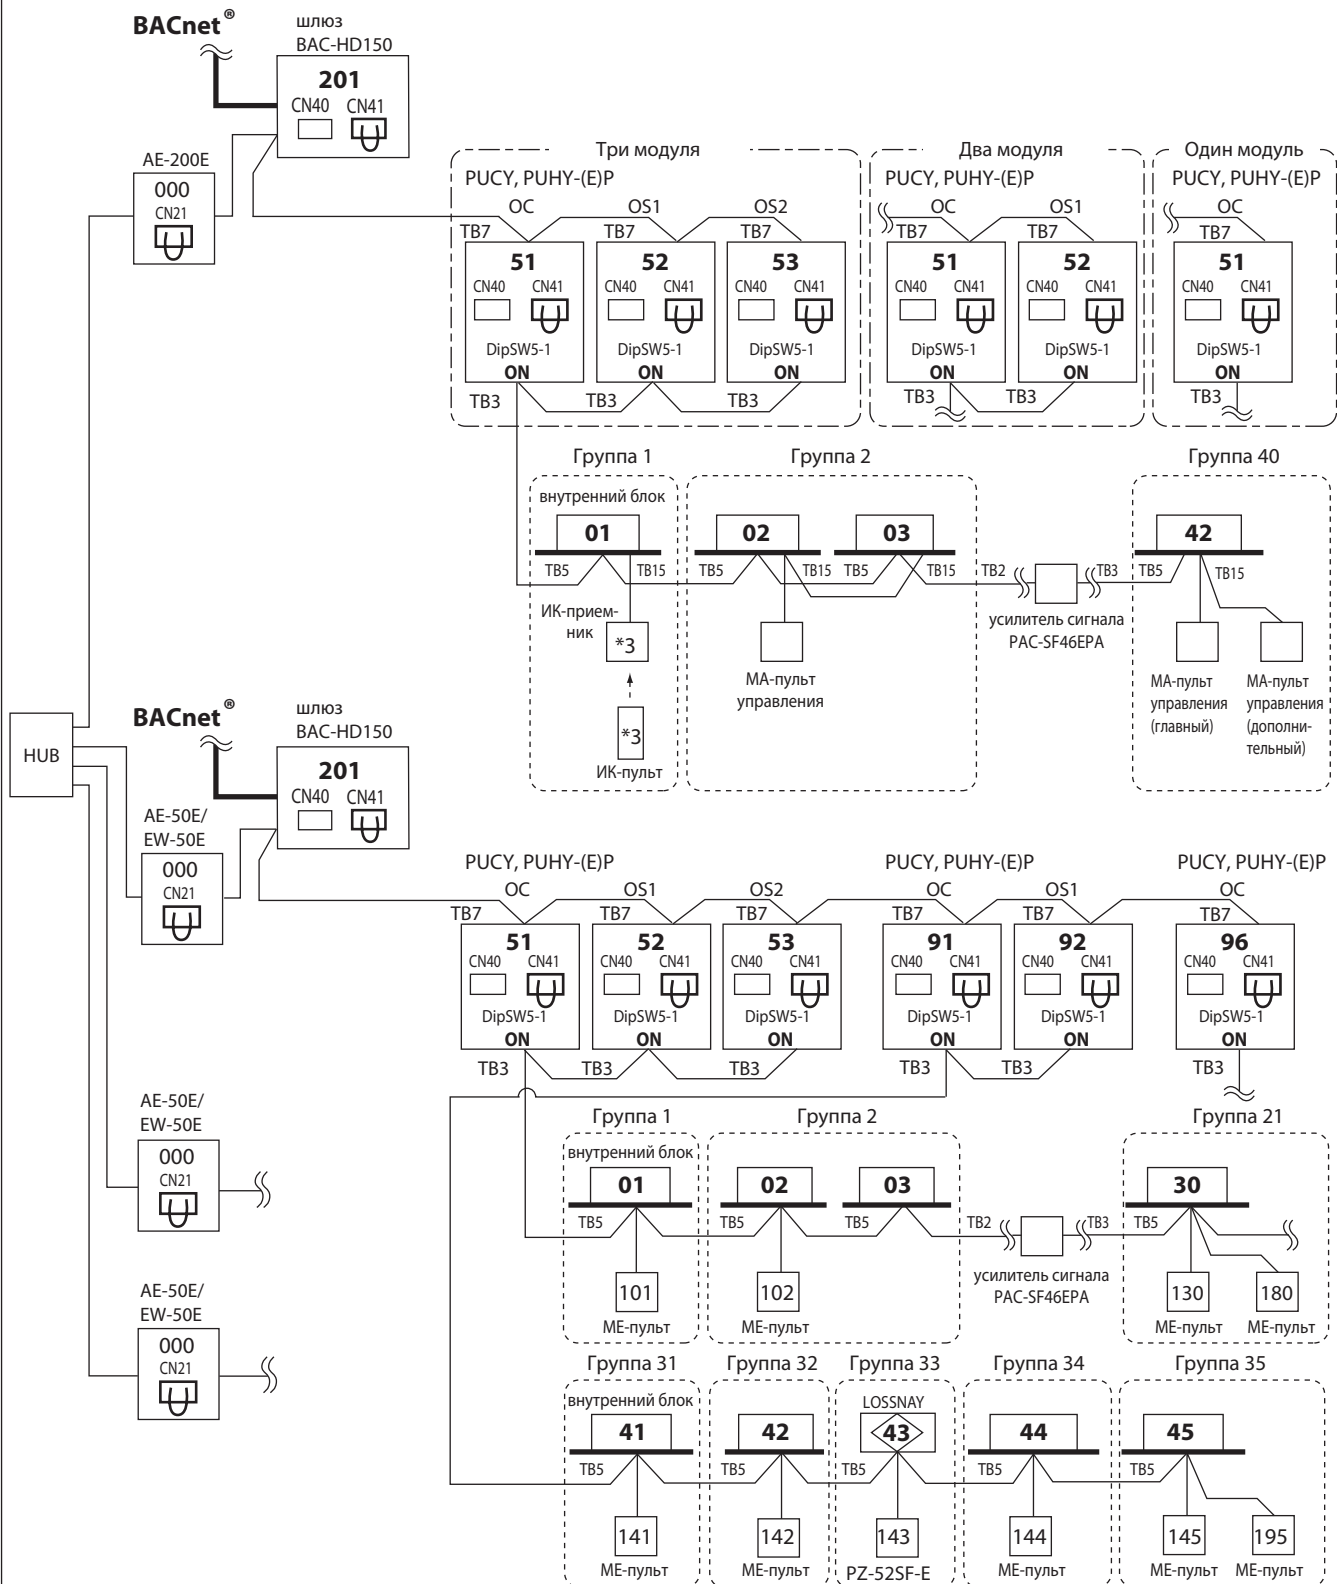 BACnet®
шлюз
BAC-HD150
201
CN40 CN41
AE-200E
000
CN21
Три модуля
Два модуля
Один модуль
PUCY, PUHY-(E)P
PUCY, PUHY-(E)P
PUCY, PUHY-(E)P
OC OS1 OS2
OC OS1
OC
TB7 TB7 TB7
TB7 TB7
TB7
51 52 53
51 52
51
CN40 CN41 CN40 CN41 CN40 CN41
CN40 CN41 CN40 CN41
CN40 CN41
DipSW5-1 DipSW5-1 DipSW5-1
DipSW5-1 DipSW5-1
DipSW5-1
ON ON ON
ON ON
ON
TB3 TB3 TB3
TB3 TB3
TB3
Группа 1
Группа 2
Группа 40
внутренний блок
01
02 03
42
TB5 TB15
TB5 TB15 TB5 TB15
TB2 TB3
TB5 TB15
усилитель сигнала
PAC-SF46EPA
ИК-прием-
ник
*3
*3
ИК-пульт
МА-пульт
управления
МА-пульт
управления
(главный)
МА-пульт
управления
(дополни-
тельный)
HUB
BACnet®
шлюз
BAC-HD150
201
CN40 CN41
AE-50E/
EW-50E
000
CN21
PUCY, PUHY-(E)P
PUCY, PUHY-(E)P
PUCY, PUHY-(E)P
OC OS1 OS2
OC OS1
OC
TB7 TB7 TB7
TB7 TB7
TB7
51 52 53
91 92
96
CN40 CN41 CN40 CN41 CN40 CN41
CN40 CN41 CN40 CN41
CN40 CN41
DipSW5-1 DipSW5-1 DipSW5-1
DipSW5-1 DipSW5-1
DipSW5-1
ON ON ON
ON ON
ON
TB3 TB3 TB3
TB3 TB3
TB3
AE-50E/
EW-50E
000
CN21
Группа 1
Группа 2
Группа 21
внутренний блок
01
02 03
30
TB5
TB5 TB5
TB2 TB3
TB5
усилитель сигнала
PAC-SF46EPA
101
102
130 180
ME-пульт
ME-пульт
ME-пульт ME-пульт
AE-50E/
EW-50E
000
CN21
Группа 31
Группа 32
Группа 33
Группа 34
Группа 35
внутренний блок
LOSSNAY
41
42
43
44
45
TB5
TB5
TB5
TB5
TB5
141
142
143
144
145 195
ME-пульт
ME-пульт
PZ-52SF-E
ME-пульт
ME-пульт ME-пульт